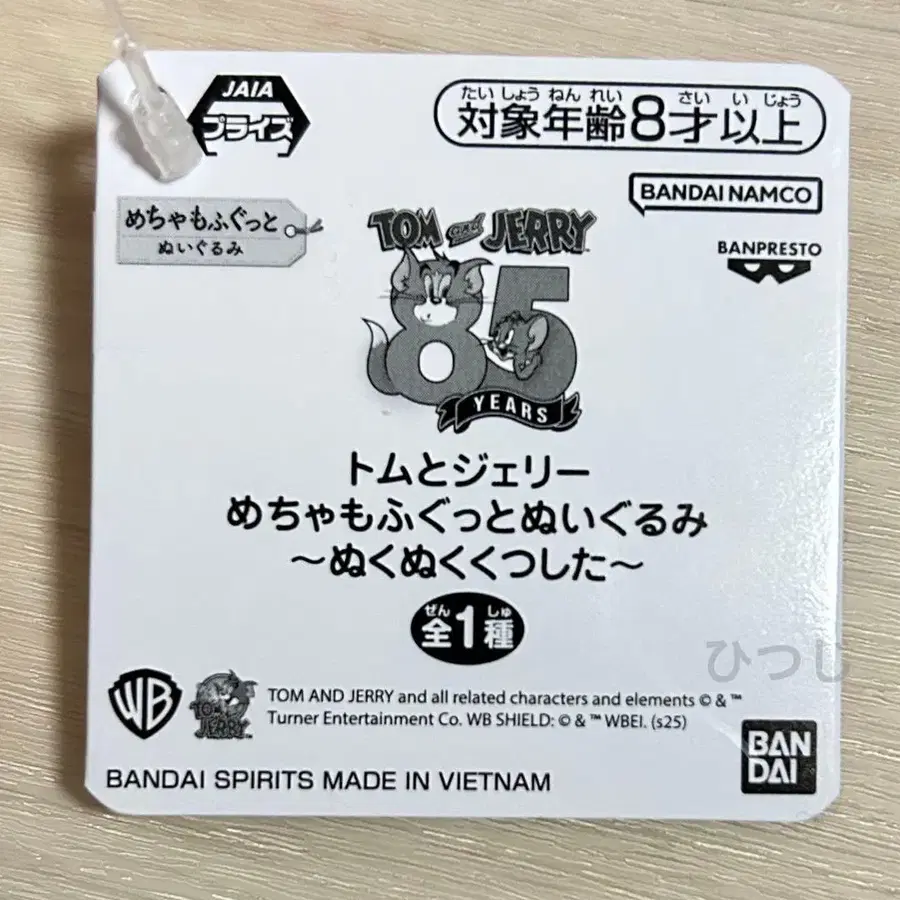 JAIA
プライズ
たいしょうねんれい さいいじょう
対象年齢8才以上
BANDAI NAMCO
BANPRESTO
めちゃもふぐっと
ぬいぐるみ
TOM and JERRY
85
YEARS
トムとジェリー
めちゃもふぐっとぬいぐるみ
~ぬくぬくくつした~
ぜん しゅ
全1種
ひつじ
WB
TOM and JERRY
TOM AND JERRY and all related characters and elements © & ™
Turner Entertainment Co. WB SHIELD: © & ™ WBEI. (s25)
BANDAI SPIRITS MADE IN VIETNAM
BAN
DAI